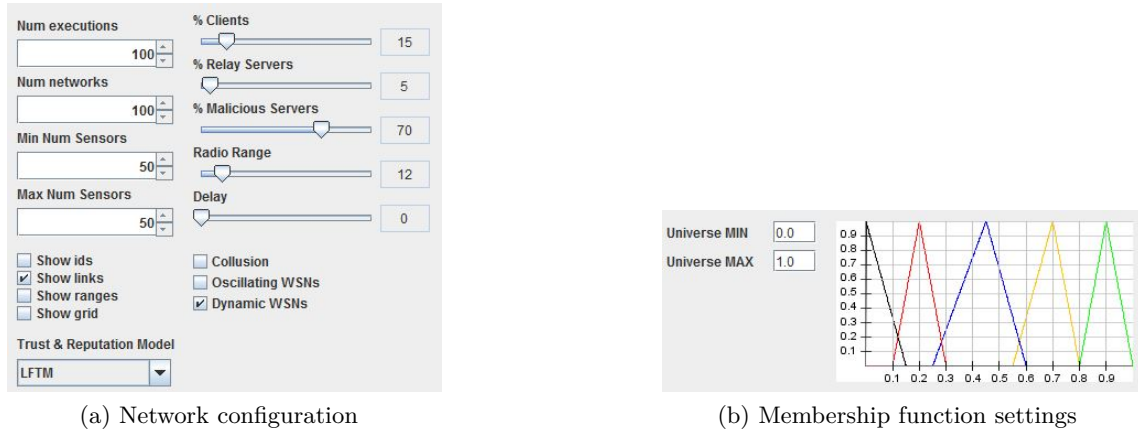 Num executions
100
Num networks
100
Min Num Sensors
50
Max Num Sensors
50
Show ids
Show links
Show ranges
Show grid
Trust & Reputation Model
LFTM
% Clients
15
% Relay Servers
5
% Malicious Servers
70
Radio Range
12
Delay
0
Collusion
Oscillating WSNs
Dynamic WSNs
(a) Network configuration
Universe MIN 0.0
Universe MAX 1.0
0.9
0.8
0.7
0.6
0.5
0.4
0.3
0.2
0.1
0.1 0.2 0.3 0.4 0.5 0.6 0.7 0.8 0.9
(b) Membership function settings